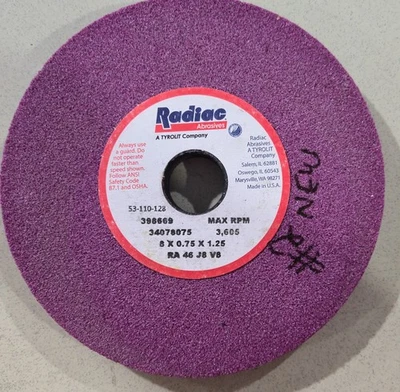 Radiac
Abrasives
A TYROLIT Company
Always use
a guard. Do not
operate faster
than speed
shown.
Follow ANSI
Safety Code
B7.1 and OSHA.
Radiac
Abrasives
A TYROLIT
Company
Salem, IL 62881
Oswego, IL 60543
Marysville, WA 98271
Made in U.S.A.
53-110-128
398669 MAX RPM
34078075 3,605
8 X 0.75 X 1.25
RA 46 J8 V8
NEW